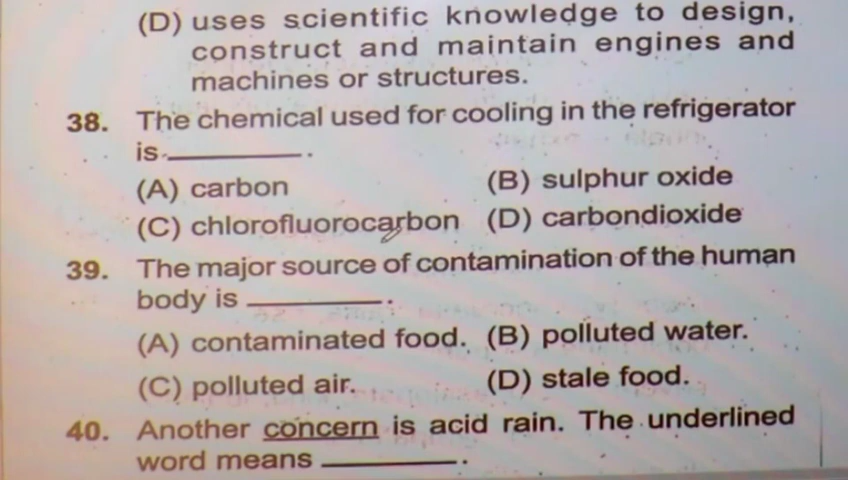 (D) uses scientific knowledge to design,
construct and maintain engines and
machines or structures.
38. The chemical used for cooling in the refrigerator
is ________ .
(A) carbon (B) sulphur oxide
(C) chlorofluorocarbon (D) carbondioxide
39. The major source of contamination of the human
body is ________ .
(A) contaminated food. (B) polluted water.
(C) polluted air. (D) stale food.
40. Another concern is acid rain. The underlined
word means ________ .